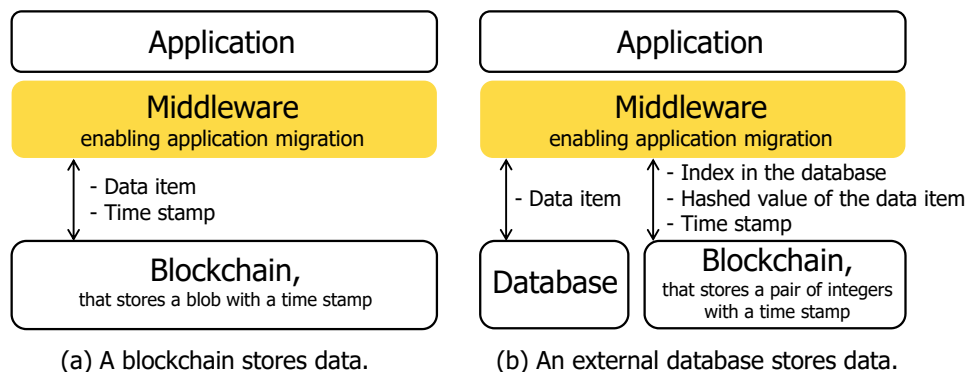 Application
Middleware
enabling application migration
- Data item
- Time stamp
Blockchain,
that stores a blob with a time stamp
(a) A blockchain stores data.
Application
Middleware
enabling application migration
- Data item
- Index in the database
- Hashed value of the data item
- Time stamp
Database
Blockchain,
that stores a pair of integers
with a time stamp
(b) An external database stores data.